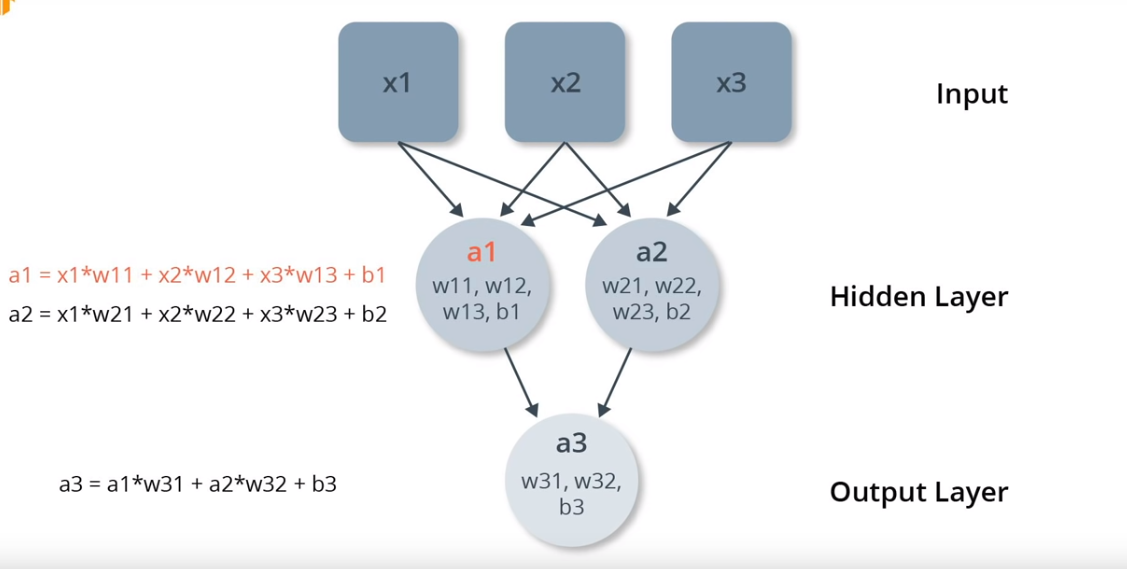 x1
x2
x3
Input
a1
w11, w12,
w13, b1
a2
w21, w22,
w23, b2
a1 = x1*w11 + x2*w12 + x3*w13 + b1
a2 = x1*w21 + x2*w22 + x3*w23 + b2
Hidden Layer
a3
w31, w32,
b3
a3 = a1*w31 + a2*w32 + b3
Output Layer